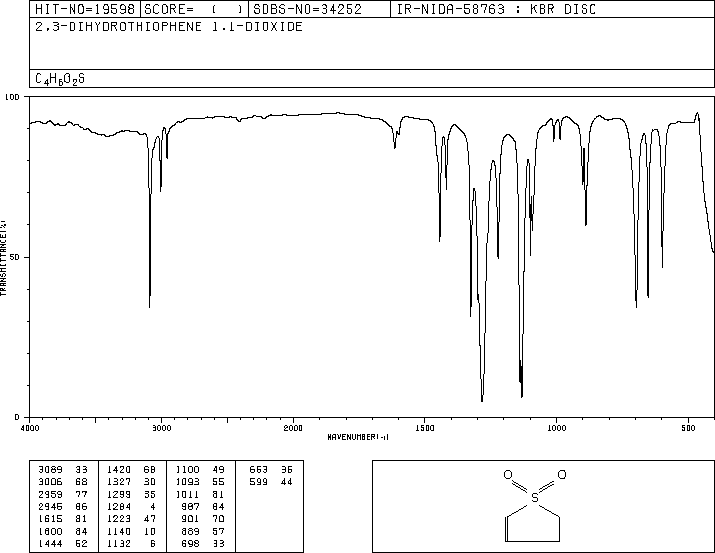 HIT-NO=19598 SCORE= ( ) SDBS-NO=34252 IR-NIDA-58763 : KBR DISC
2,3-DIHYDROTHIOPHENE 1,1-DIOXIDE
C4H6O2S
100
50
0
TRANSMITTANCE(%)
4000 3000 2000 1500 1000 500
WAVENUMBER(-1)
3089 33 1420 68 1100 49 653 36
3006 68 1327 30 1093 55 599 44
2959 77 1299 35 1011 81
2945 86 1284 4 987 84
1615 81 1223 47 901 70
1600 84 1140 10 889 57
1444 52 1132 6 698 33
O O
S